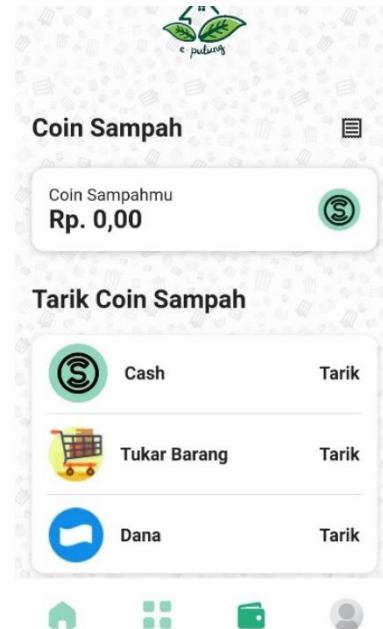 e-pulung
Coin Sampah
Coin Sampahmu
Rp. 0,00
Tarik Coin Sampah
Cash Tarik
Tukar Barang Tarik
Dana Tarik